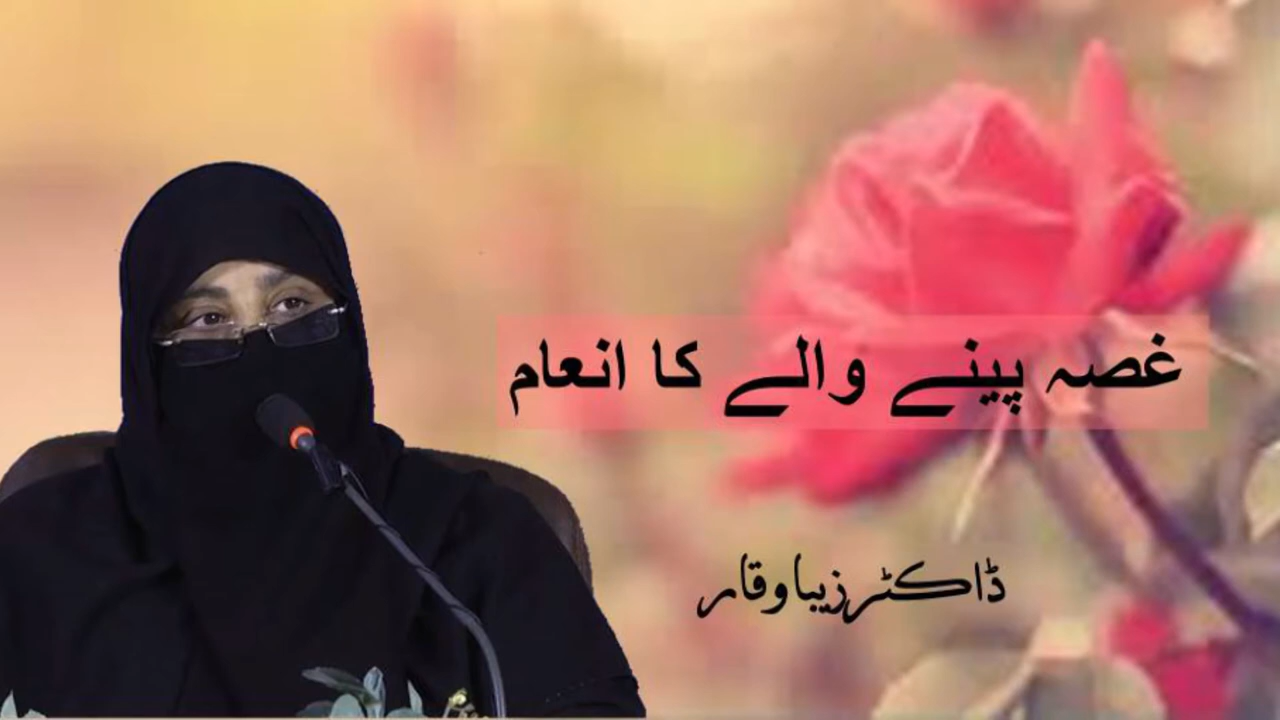 غصہ پینے والے کا انعام
ڈاکٹر زیبا وقار